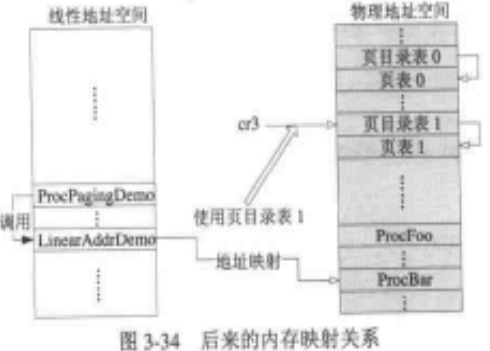 线性地址空间
物理地址空间
页目录表 0
页表 0
cr3
页目录表 1
页表 1
ProcPagingDemo
使用页目录表 1
调用
LinearAddrDemo
ProcFoo
地址映射
ProcBar
图 3-34 后来的内存映射关系